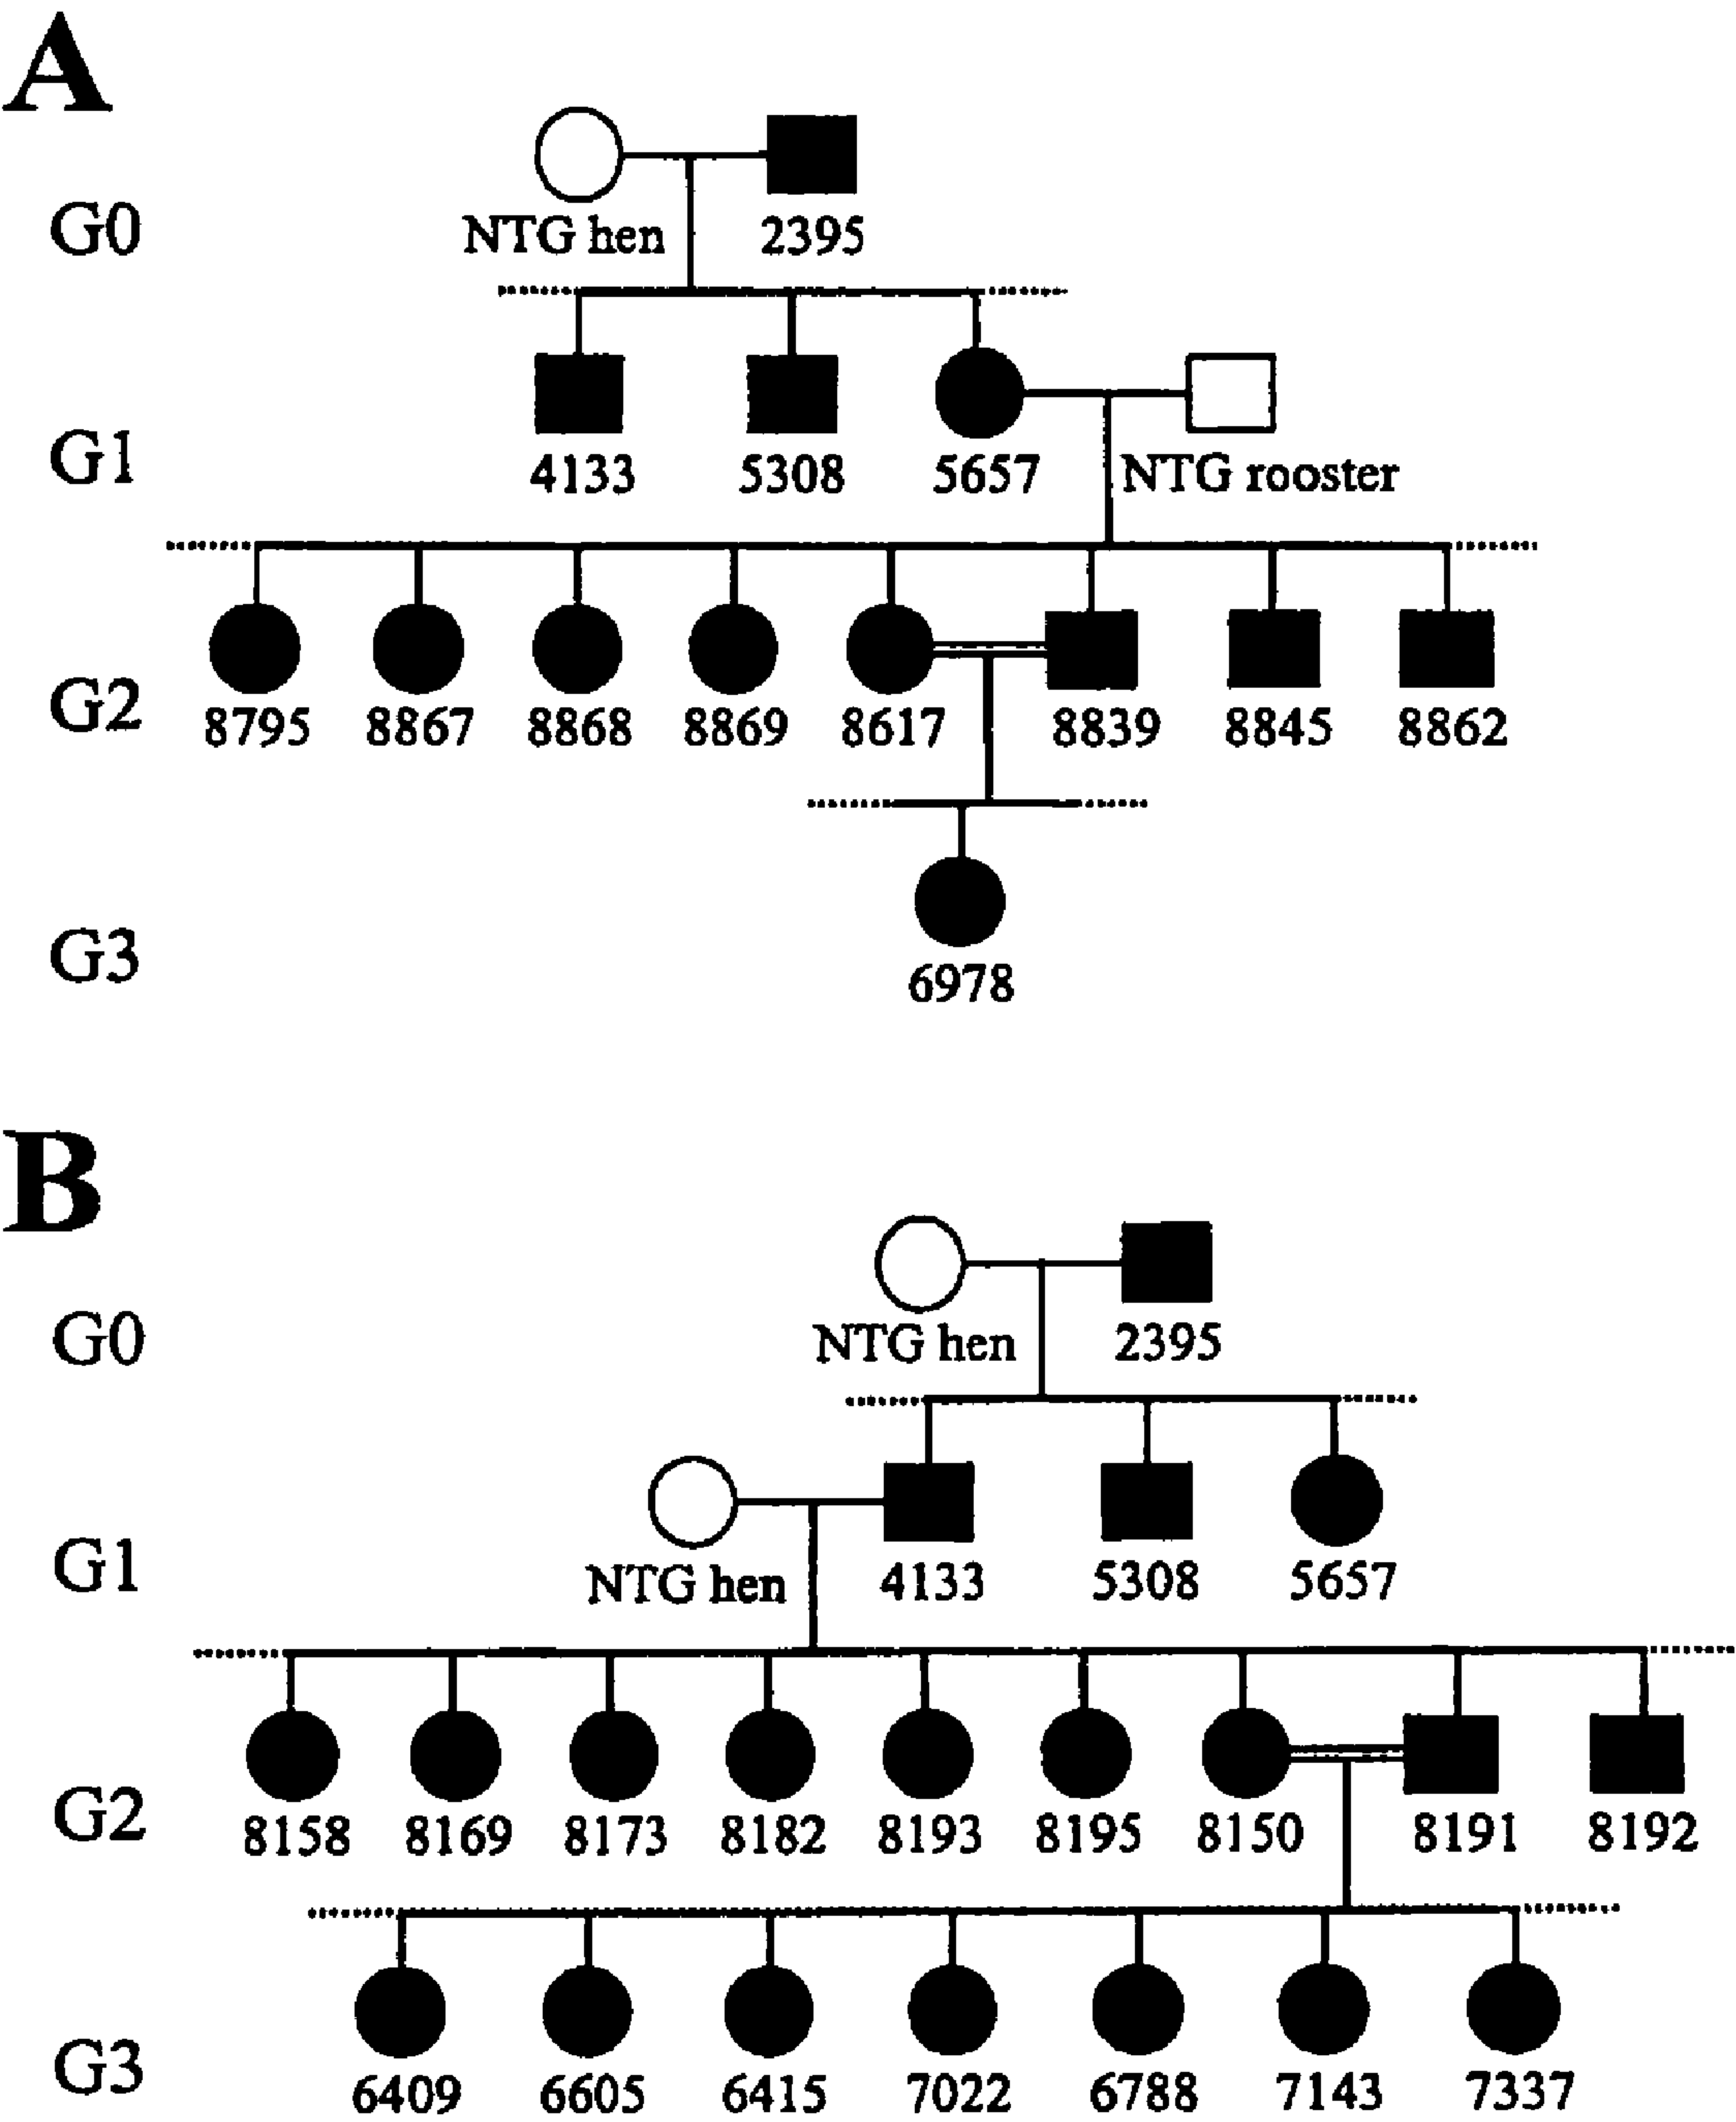 A
G0
NTG hen 2395
G1
4133 5308 5657 NTG rooster
G2
8795 8867 8868 8869 8617 8839 8845 8862
G3
6978
B
G0
NTG hen 2395
G1
NTG hen 4133 5308 5657
G2
8158 8169 8173 8182 8193 8195 8150 8191 8192
G3
6409 6605 6415 7022 6788 7143 7337